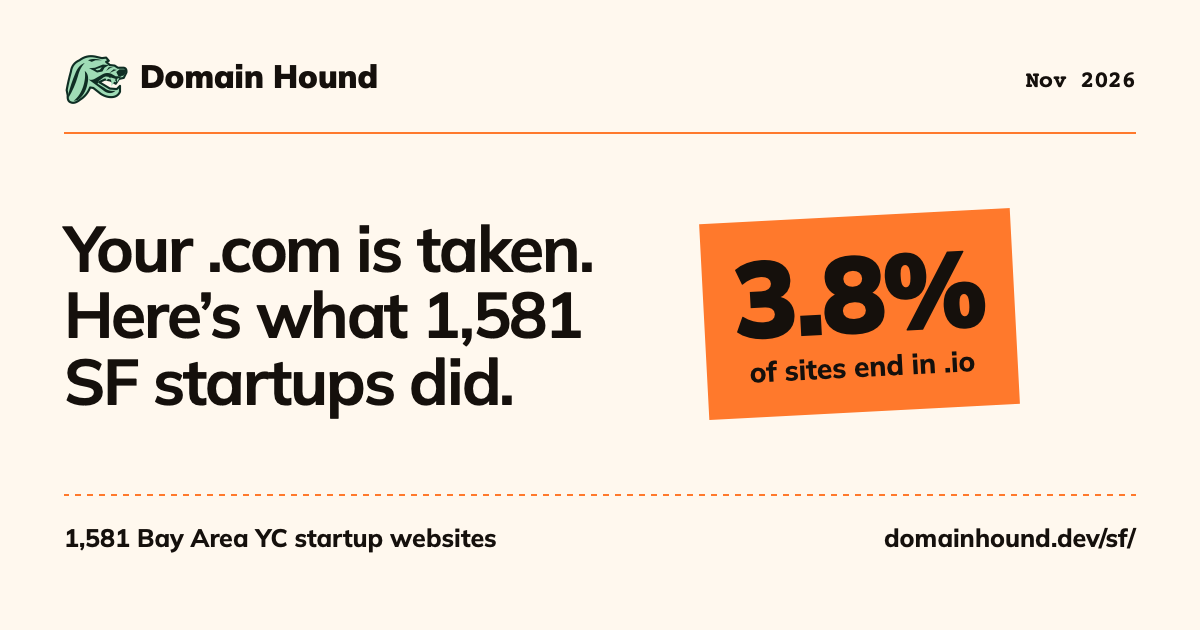 Domain Hound
Nov 2026
Your .com is taken.
Here’s what 1,581
SF startups did.
3.8%
of sites end in .io
1,581 Bay Area YC startup websites
domainhound.dev/sf/